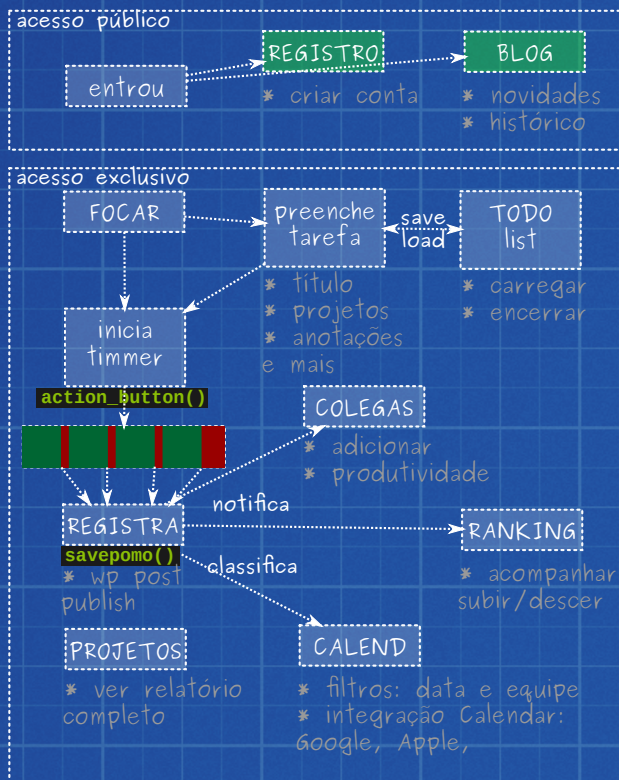 acesso público
REGISTRO
BLOG
entrou
* criar conta
* novidades
* histórico
acesso exclusivo
FOCAR
preenche
tarefa
save
load
TODO
list
* título
* projetos
* anotações
e mais
* carregar
* encerrar
inicia
timmer
action_button()
COLEGAS
* adicionar
* produtividade
notifica
REGISTRA
savepomo()
* wp post
publish
RANKING
* acompanhar
subir/descer
classifica
PROJETOS
* ver relatório
completo
CALEND
* filtros: data e equipe
* integração Calendar:
Google, Apple,